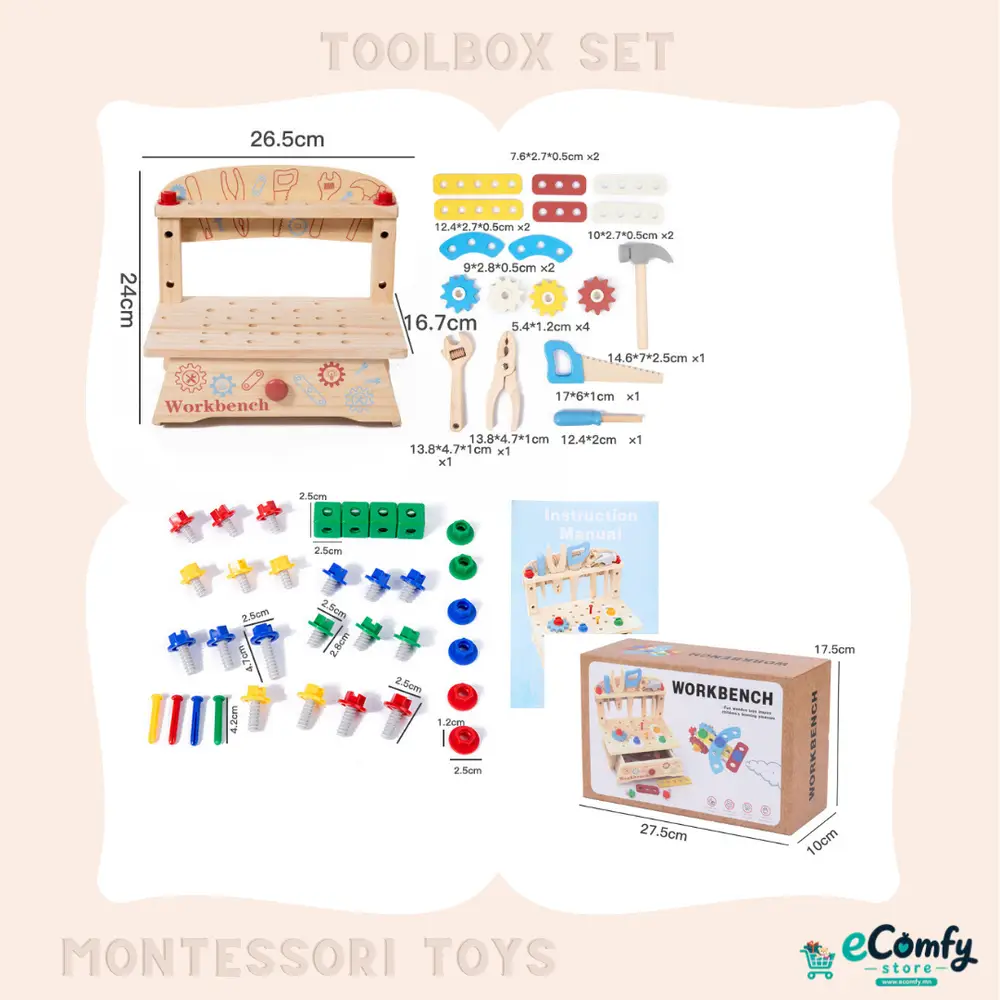 TOOLBOX SET
26.5cm
24cm
16.7cm
Workbench
7.6*2.7*0.5cm ×2
12.4*2.7*0.5cm ×2
10*2.7*0.5cm ×2
9*2.8*0.5cm ×2
5.4*1.2cm ×4
14.6*7*2.5cm ×1
17*6*1cm ×1
12.4*2cm ×1
13.8*4.7*1cm
×1
13.8*4.7*1cm
×1
2.5cm
2.5cm
2.5cm
4.7cm
2.5cm
2.8cm
4.2cm
2.5cm
1.2cm
2.5cm
Instruction
Manual
WORKBENCH
WORKBENCH
WORKBENCH
17.5cm
27.5cm
10cm
MONTESSORI TOYS
eComfy
store
www.ecomfy.mn